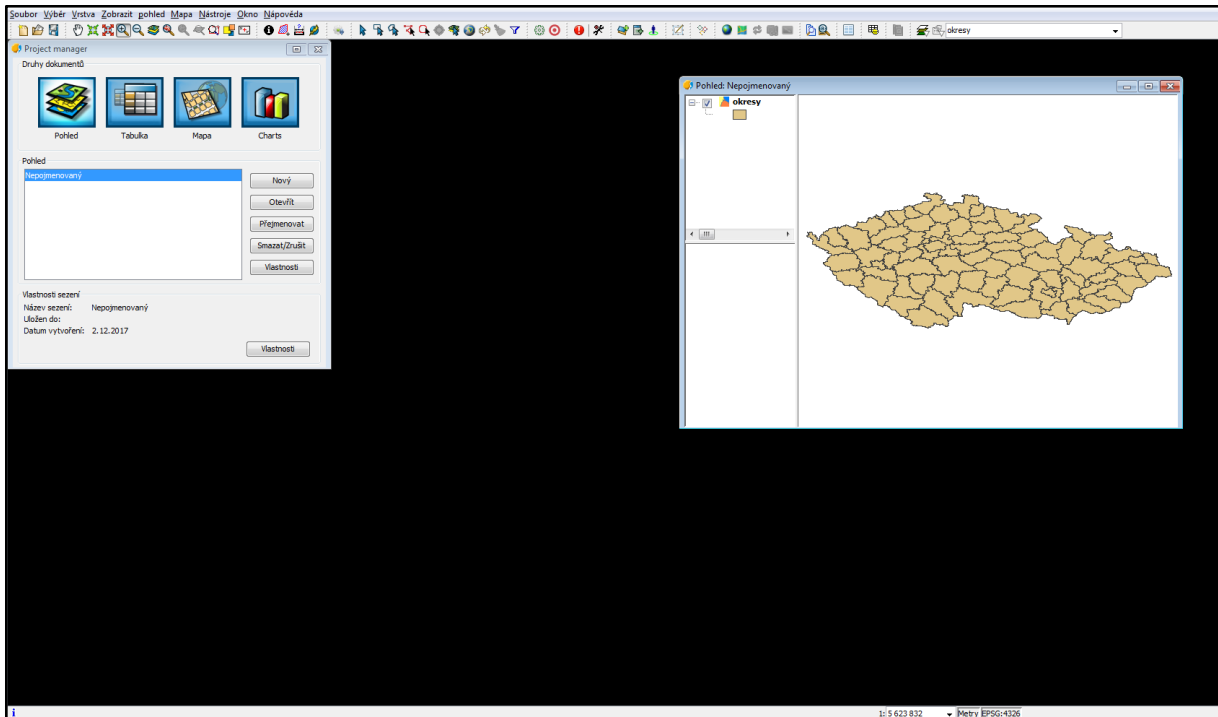 Soubor Výběr Vrstva Zobrazit pohled Mapa Nástroje Okno Nápověda
okresy
Project manager
Druhy dokumentů
Pohled Tabulka Mapa Charts
Pohled
Nepojmenovaný
Nový
Otevřít
Přejmenovat
Smazat/Zrušit
Vlastnosti
Vlastnosti sezení
Název sezení: Nepojmenovaný
Uložen do:
Datum vytvoření: 2.12.2017
Vlastnosti
Pohled: Nepojmenovaný
okresy
1: 5 623 832 Metry EPSG:4326